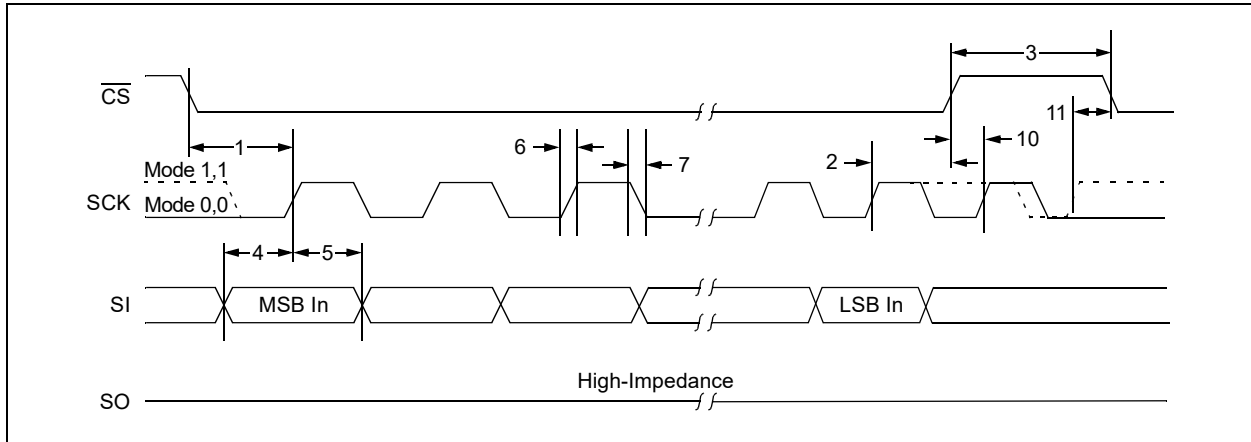 3
CS
11
1
6
7
2
10
Mode 1,1
SCK
Mode 0,0
4
5
SI
MSB In
LSB In
High-Impedance
SO